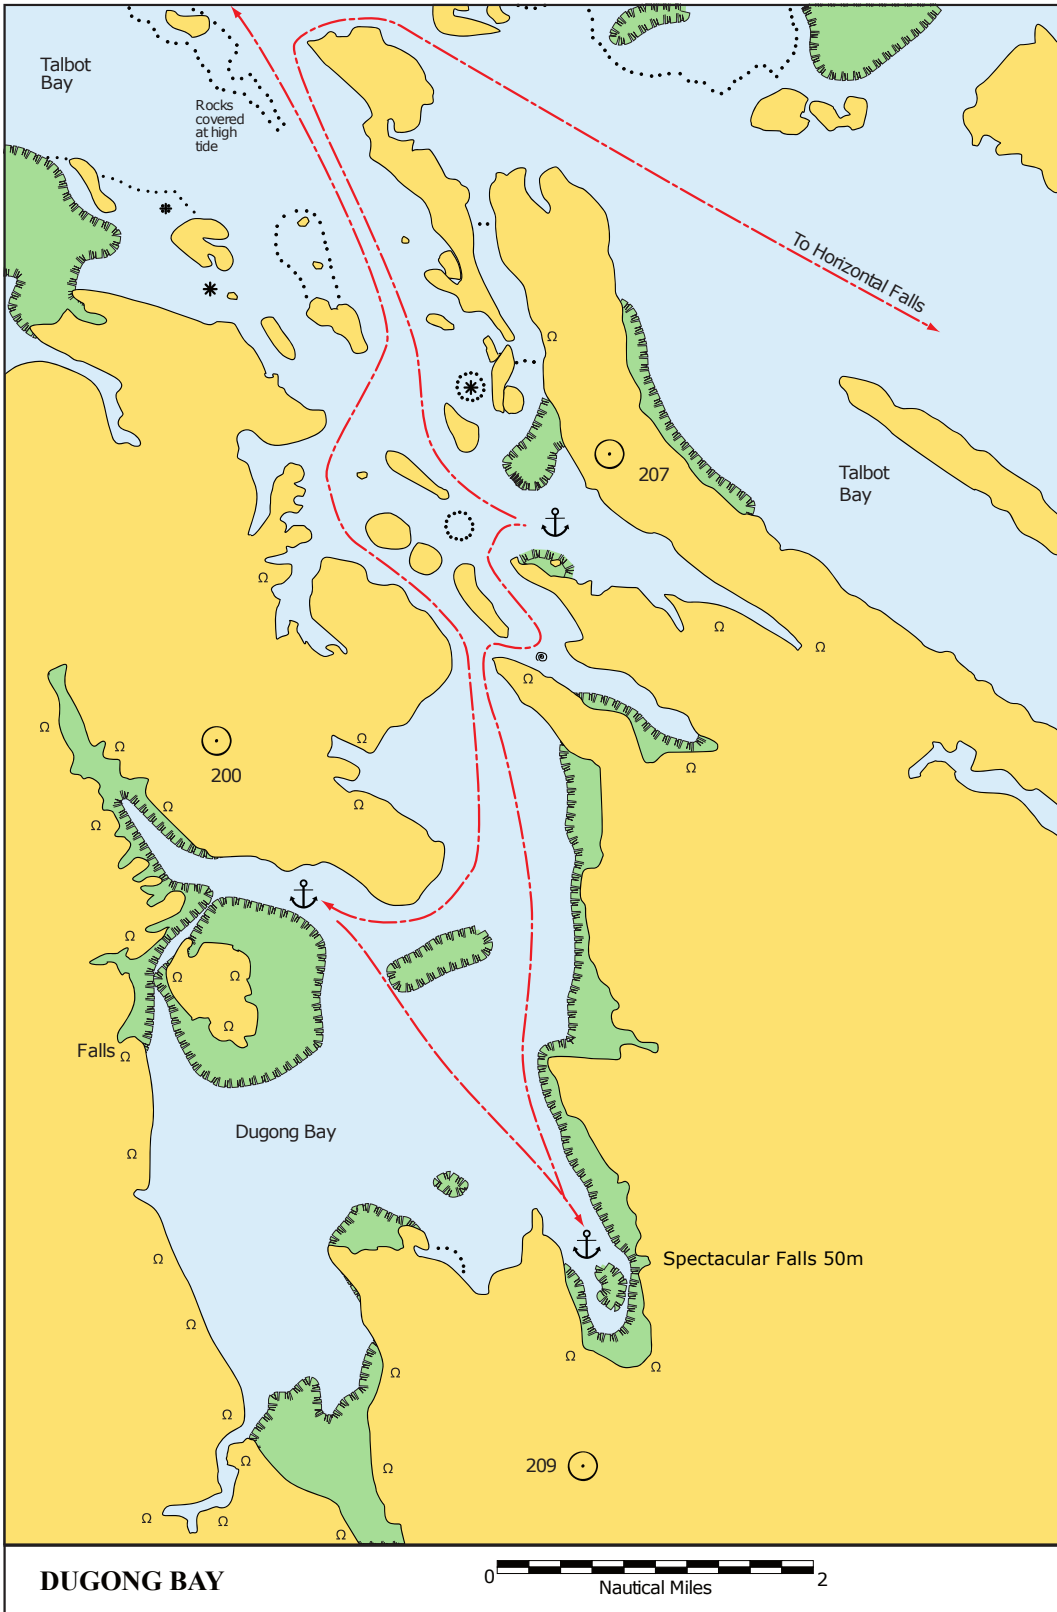 Talbot
Bay
Rocks
covered
at high
tide
To Horizontal Falls
207
Talbot
Bay
200
Falls
Dugong Bay
Spectacular Falls 50m
209
DUGONG BAY
0
2
Nautical Miles